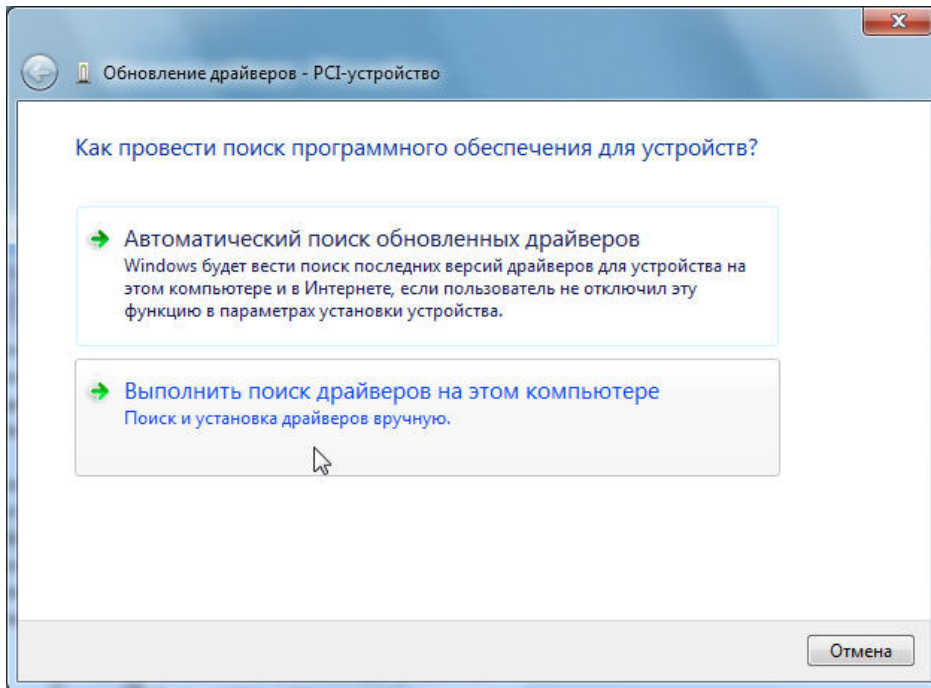 Обновление драйверов - PCI-устройство
Как провести поиск программного обеспечения для устройств?
Автоматический поиск обновленных драйверов
Windows будет вести поиск последних версий драйверов для устройства на
этом компьютере и в Интернете, если пользователь не отключил эту
функцию в параметрах установки устройства.
Выполнить поиск драйверов на этом компьютере
Поиск и установка драйверов вручную.
Отмена